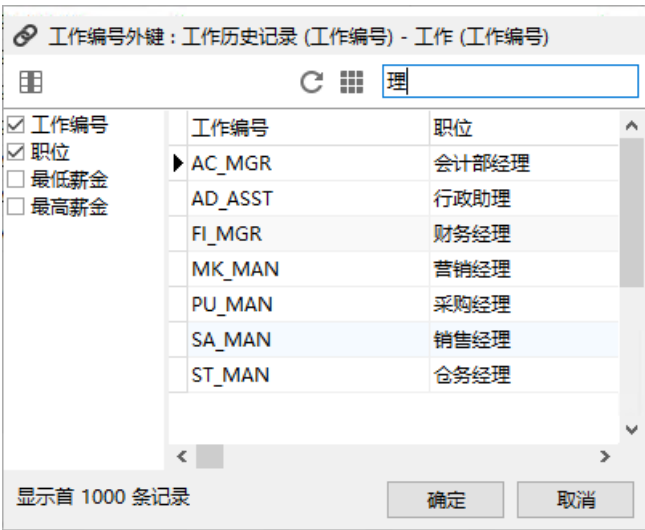 工作编号外键 : 工作历史记录 (工作编号) - 工作 (工作编号)
理
工作编号
职位
最低薪金
最高薪金
工作编号 职位
AC_MGR 会计部经理
AD_ASST 行政助理
FI_MGR 财务经理
MK_MAN 营销经理
PU_MAN 采购经理
SA_MAN 销售经理
ST_MAN 仓务经理
显示首 1000 条记录
确定 取消